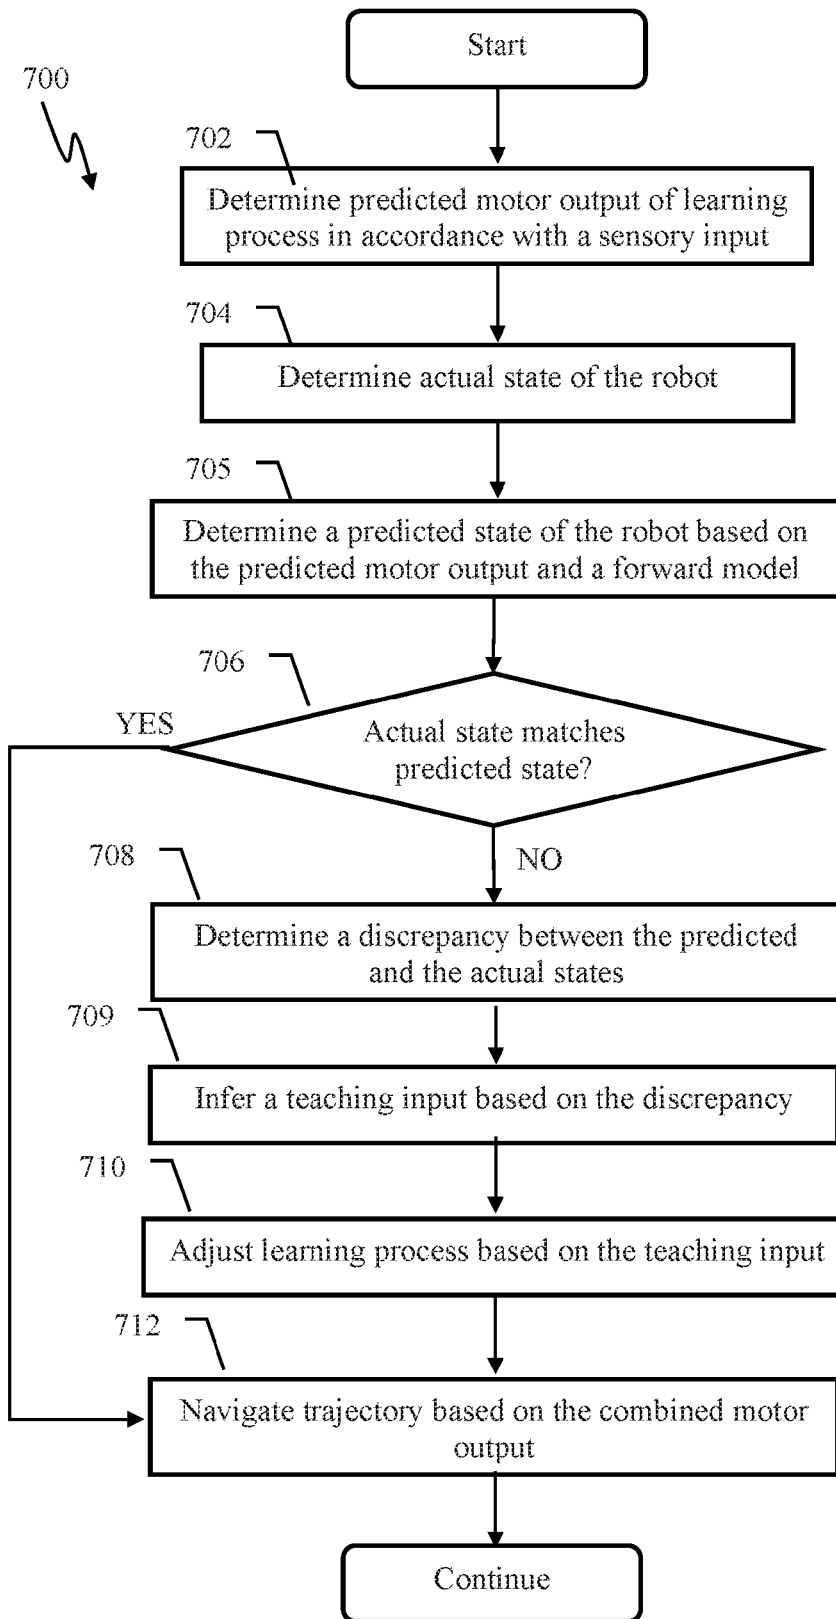 Start
700
702
Determine predicted motor output of learning
process in accordance with a sensory input
704
Determine actual state of the robot
705
Determine a predicted state of the robot based on
the predicted motor output and a forward model
706
YES
Actual state matches
predicted state?
NO
708
Determine a discrepancy between the predicted
and the actual states
709
Infer a teaching input based on the discrepancy
710
Adjust learning process based on the teaching input
712
Navigate trajectory based on the combined motor
output
Continue